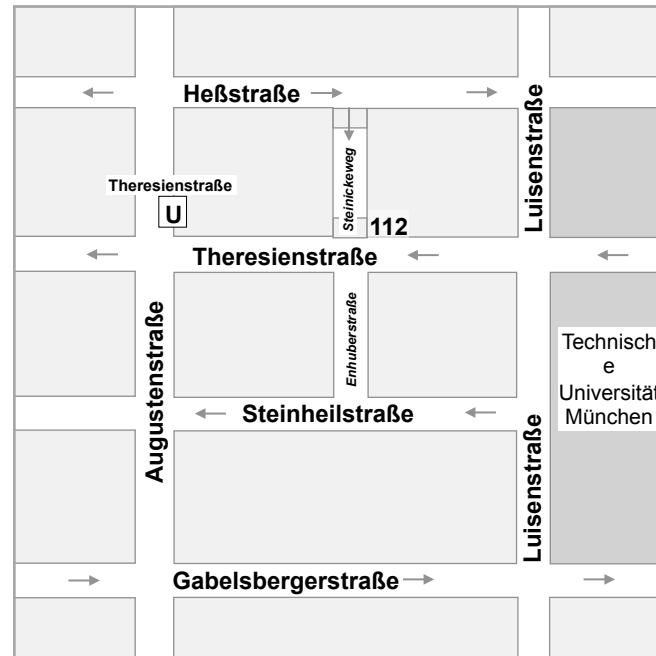 Heßstraße
Luisenstraße
Steinickeweg
Theresienstraße
U
112
Theresienstraße
Augustenstraße
Enhuberstraße
Technisch
e
Universität
München
Steinheilstraße
Luisenstraße
Gabelsbergerstraße